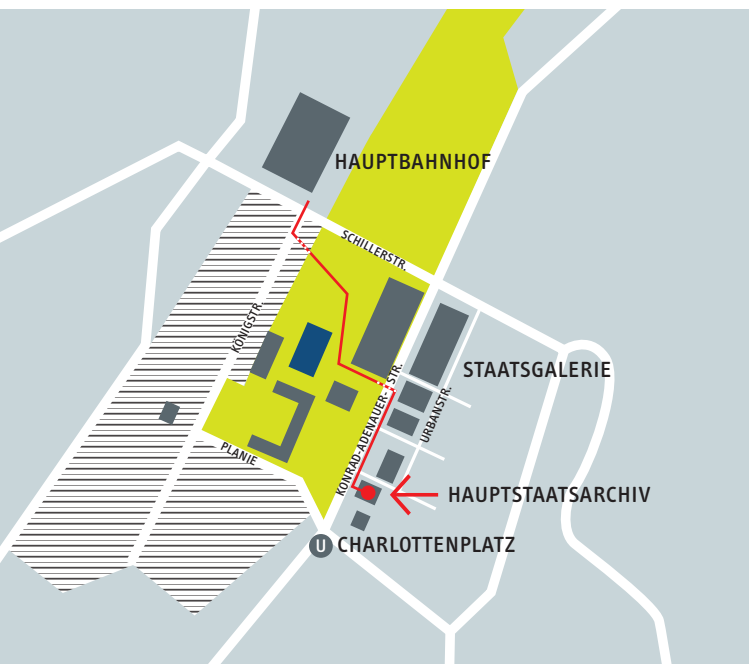 HAUPTBAHNHOF
SCHILLERSTR.
KÖNIGSTR.
STAATSGALERIE
KONRAD-ADENAUER-STR.
URBANSTR.
PLANIE
HAUPTSTAATSARCHIV
U CHARLOTTENPLATZ